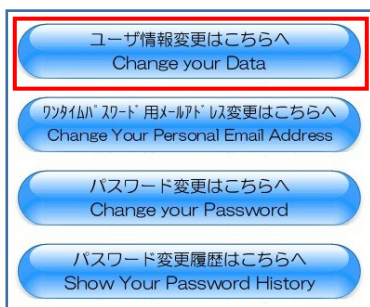 ユーザ情報変更はこちらへ
Change your Data
ﾜﾝﾀｲﾑﾊﾟｽﾜｰﾄﾞ用ﾒｰﾙｱﾄﾞﾚｽ変更はこちらへ
Change Your Personal Email Address
パスワード変更はこちらへ
Change your Password
パスワード変更履歴はこちらへ
Show Your Password History